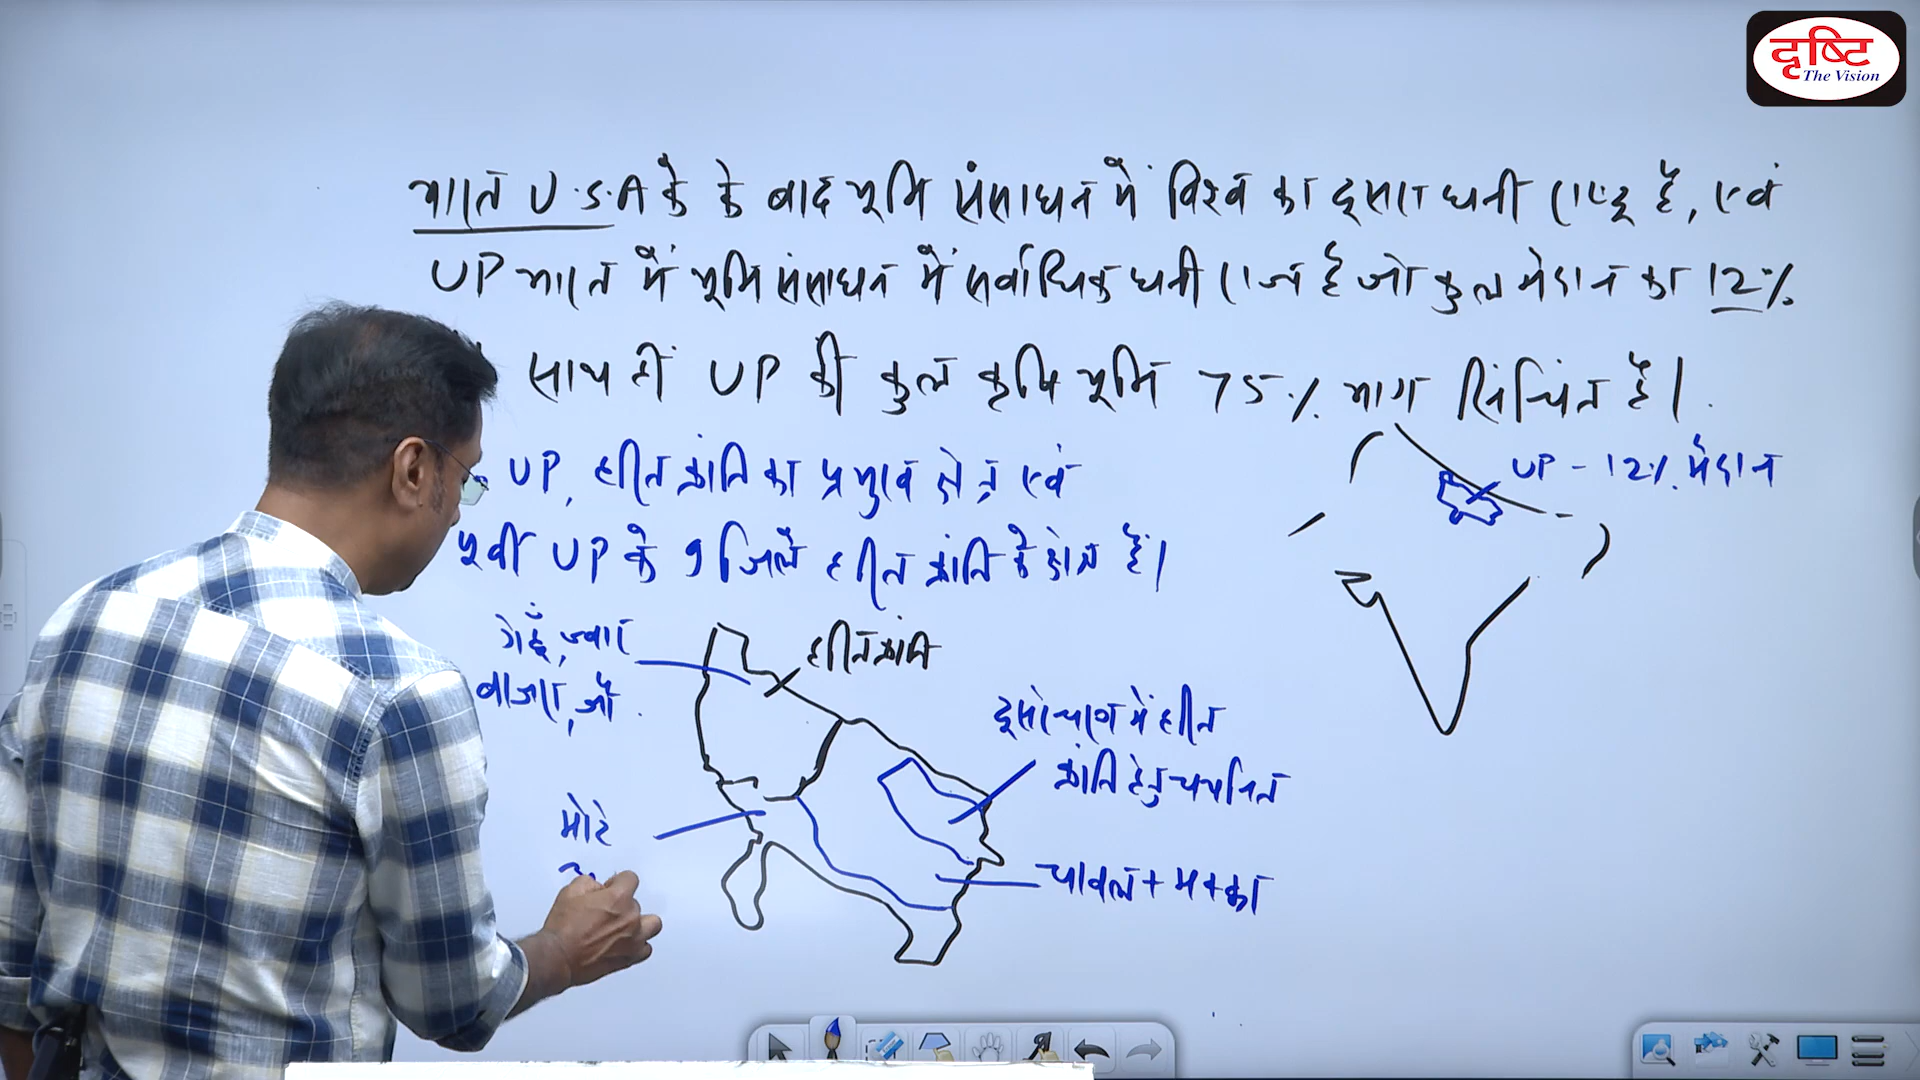 दृष्टि
The Vision
भारत U.S.A के के बाद भूमि संसाधन में विश्व का दूसरा धनी राष्ट्र है, एवं
UP भारत में भूमि संसाधन में सर्वाधिक धनी राज्य है जो कुल मैदान का 12%
साथ ही UP की कुल कृषि भूमि 75% भाग सिंचित है।
UP - 12% मैदान
UP, हरित क्रांति का प्रमुख क्षेत्र एवं
पूर्वी UP के 9 जिले हरित क्रांति के क्षेत्र हैं।
गेहूँ, ज्वार
बाजरा, जौ
हरित क्रांति
दूसरे चरण में हरित
क्रांति हेतु चयनित
मोटे
चावल + मक्का